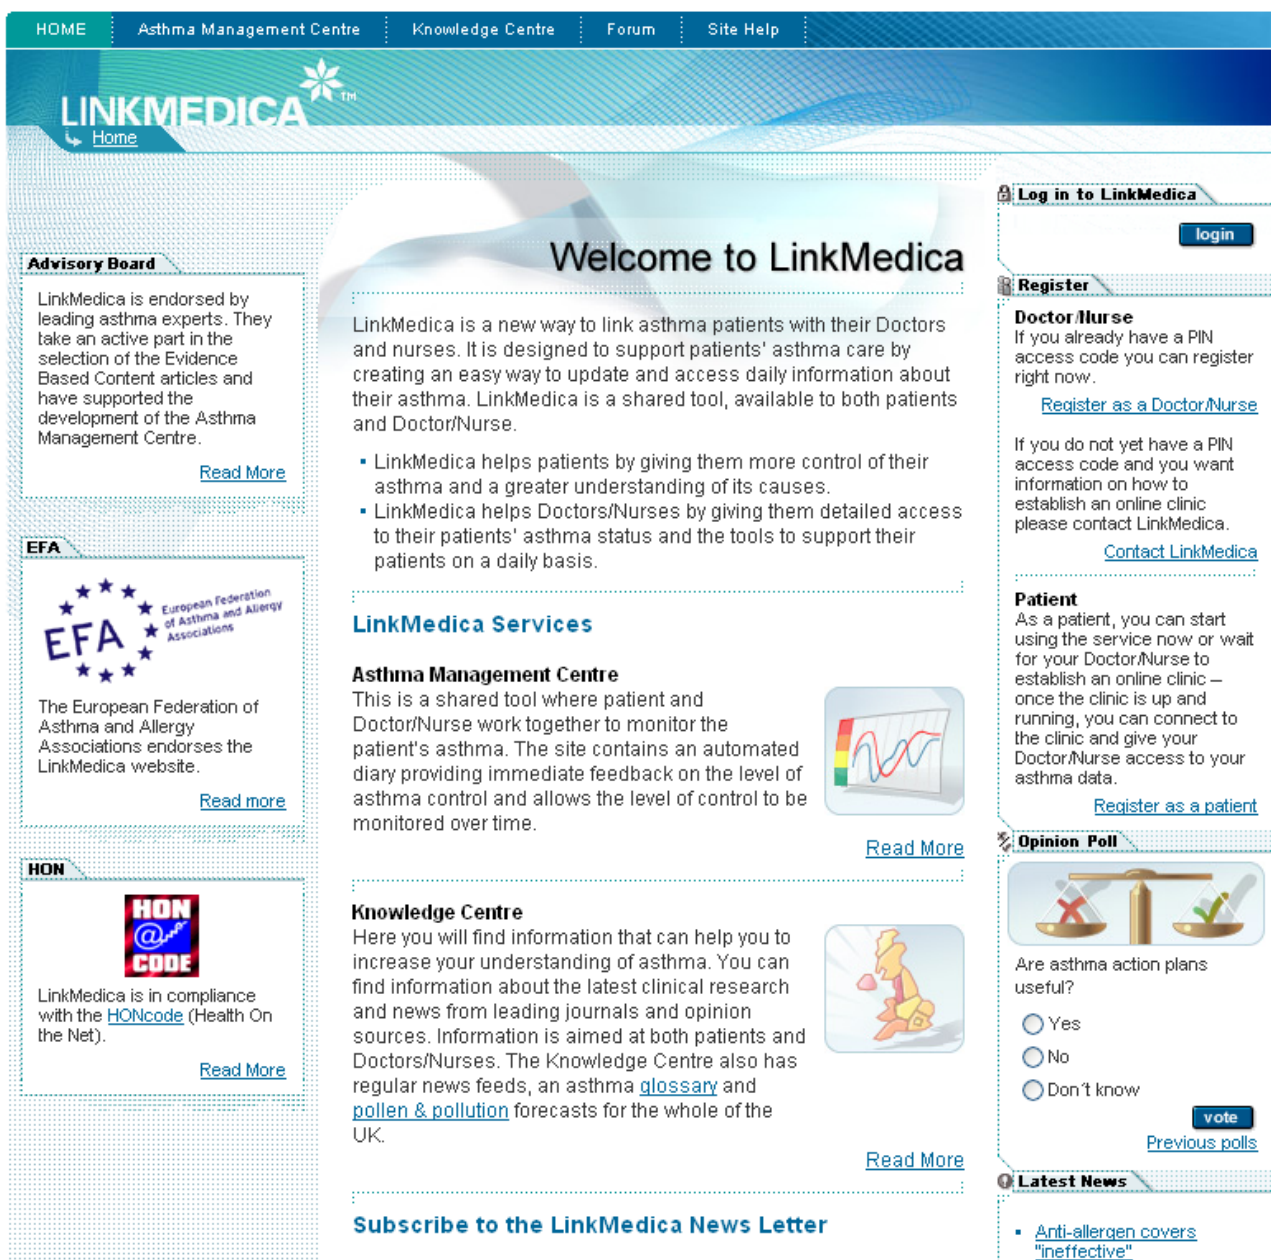 HOME
Asthma Management Centre
Knowledge Centre
Forum
Site Help
LINKMEDICA™
Home
Advisory Board
LinkMedica is endorsed by
leading asthma experts. They
take an active part in the
selection of the Evidence
Based Content articles and
have supported the
development of the Asthma
Management Centre.
Read More
EFA
EFA
European Federation
of Asthma and Allergy
Associations
The European Federation of
Asthma and Allergy
Associations endorses the
LinkMedica website.
Read more
HON
HON
@
CODE
LinkMedica is in compliance
with the HONcode (Health On
the Net).
Read More
Welcome to LinkMedica
LinkMedica is a new way to link asthma patients with their Doctors
and nurses. It is designed to support patients' asthma care by
creating an easy way to update and access daily information about
their asthma. LinkMedica is a shared tool, available to both patients
and Doctor/Nurse.
▪ LinkMedica helps patients by giving them more control of their
asthma and a greater understanding of its causes.
▪ LinkMedica helps Doctors/Nurses by giving them detailed access
to their patients' asthma status and the tools to support their
patients on a daily basis.
LinkMedica Services
Asthma Management Centre
This is a shared tool where patient and
Doctor/Nurse work together to monitor the
patient's asthma. The site contains an automated
diary providing immediate feedback on the level of
asthma control and allows the level of control to be
monitored over time.
Read More
Knowledge Centre
Here you will find information that can help you to
increase your understanding of asthma. You can
find information about the latest clinical research
and news from leading journals and opinion
sources. Information is aimed at both patients and
Doctors/Nurses. The Knowledge Centre also has
regular news feeds, an asthma glossary and
pollen & pollution forecasts for the whole of the
UK.
Read More
Subscribe to the LinkMedica News Letter
Log in to LinkMedica
login
Register
Doctor/Nurse
If you already have a PIN
access code you can register
right now.
Register as a Doctor/Nurse
If you do not yet have a PIN
access code and you want
information on how to
establish an online clinic
please contact LinkMedica.
Contact LinkMedica
Patient
As a patient, you can start
using the service now or wait
for your Doctor/Nurse to
establish an online clinic –
once the clinic is up and
running, you can connect to
the clinic and give your
Doctor/Nurse access to your
asthma data.
Register as a patient
Opinion Poll
Are asthma action plans
useful?
Yes
No
Don´t know
vote
Previous polls
Latest News
▪ Anti-allergen covers
"ineffective"